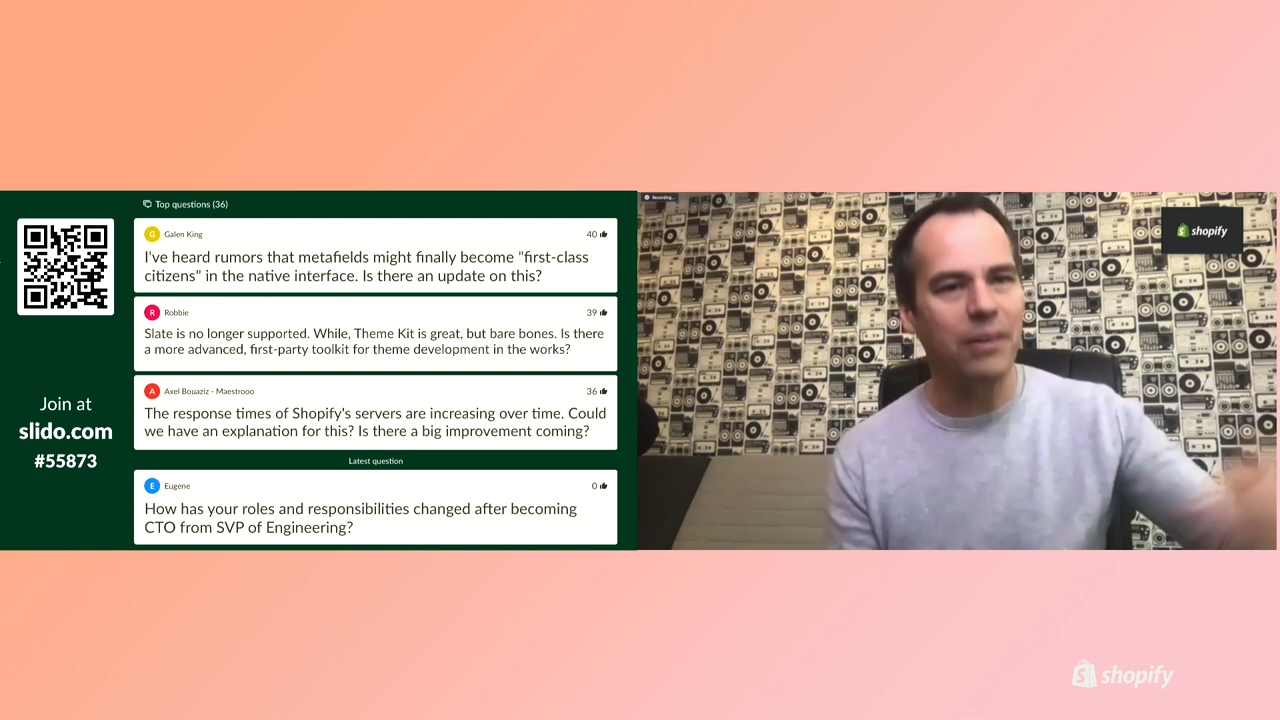 Top questions (36)
G Galen King 40
I've heard rumors that metafields might finally become "first-class
citizens" in the native interface. Is there an update on this?
R Robbie 39
Slate is no longer supported. While, Theme Kit is great, but bare bones. Is there
a more advanced, first-party toolkit for theme development in the works?
A Axel Bouaziz - Maestrooo 36
The response times of Shopify's servers are increasing over time. Could
we have an explanation for this? Is there a big improvement coming?
Latest question
E Eugene 0
How has your roles and responsibilities changed after becoming
CTO from SVP of Engineering?
Join at
slido.com
#55873
Recording...
shopify
shopify